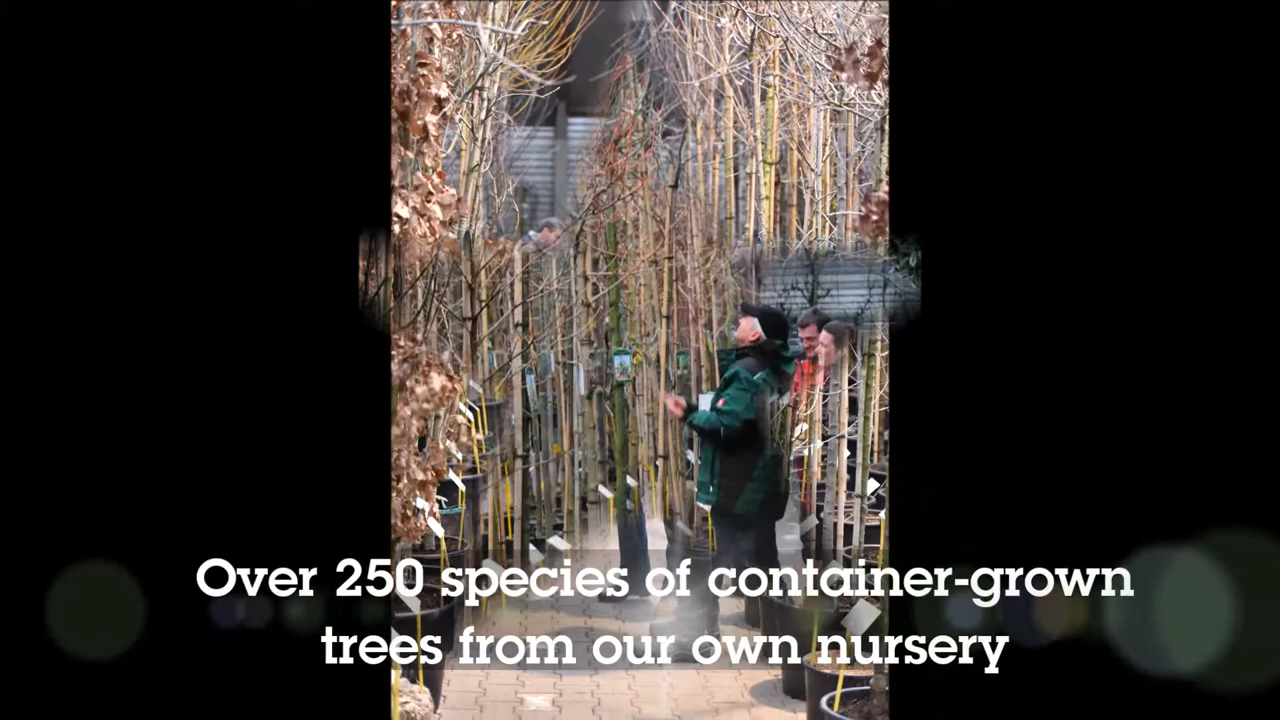 Over 250 species of container-grown
trees from our own nursery